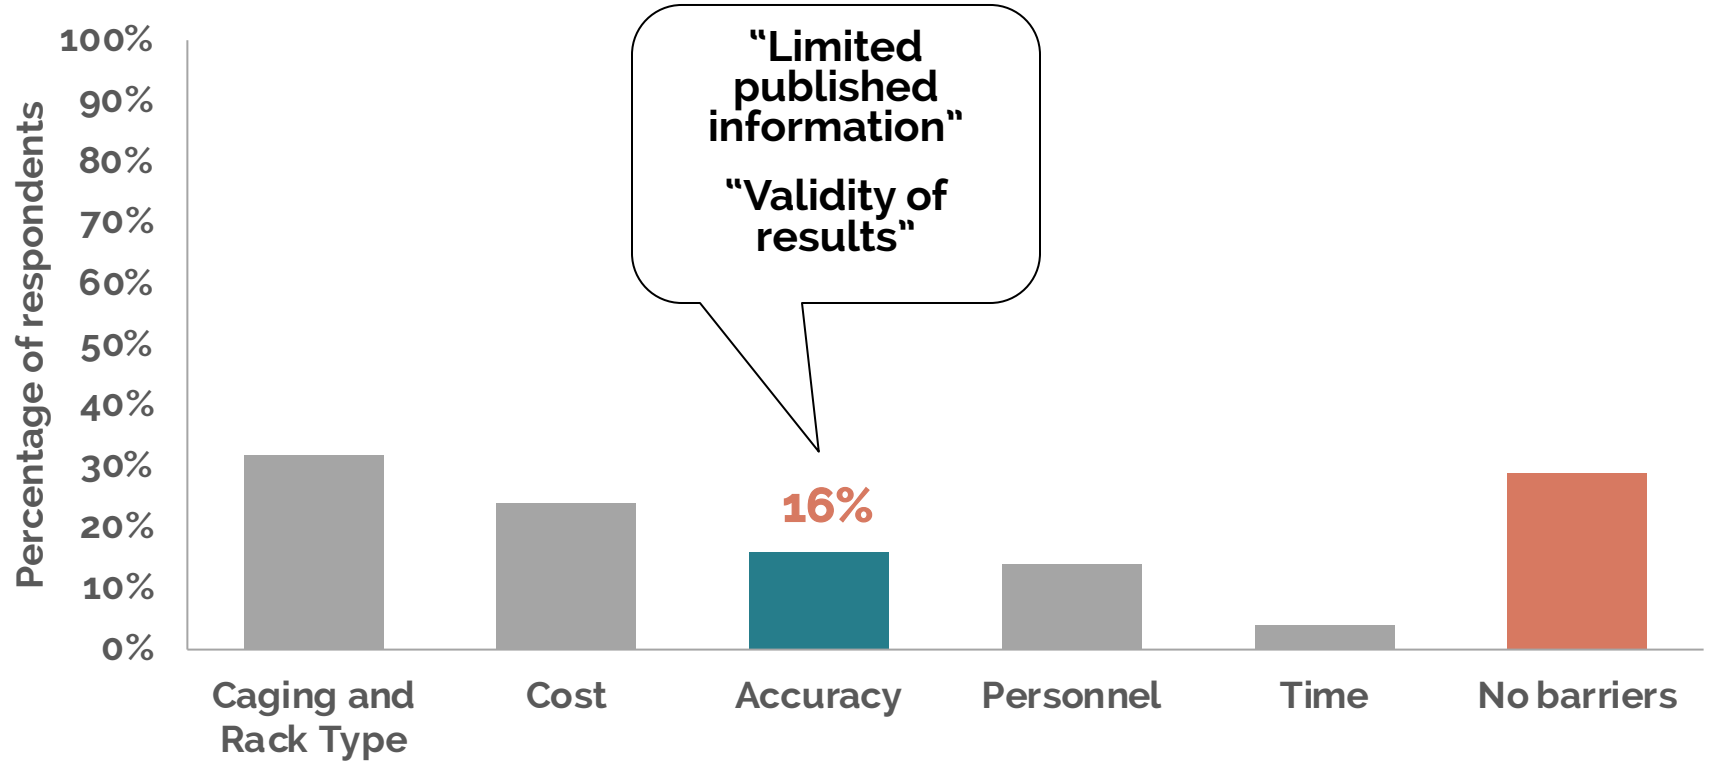 Percentage of respondents
100%
90%
80%
70%
60%
50%
40%
30%
20%
10%
0%
“Limited
published
information”
“Validity of
results”
16%
Caging and
Rack Type
Cost
Accuracy
Personnel
Time
No barriers